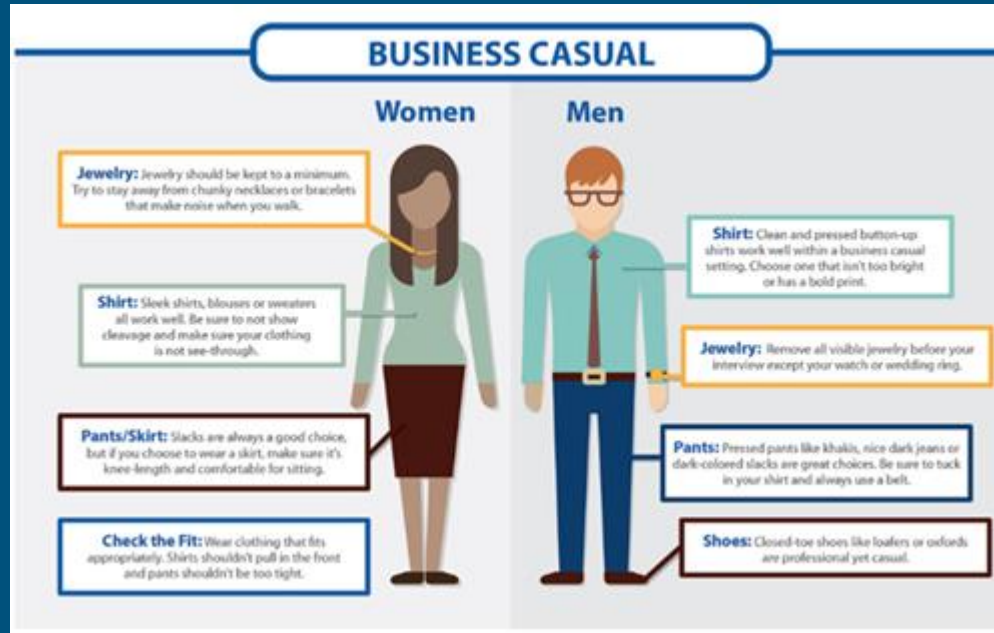 BUSINESS CASUAL
Women
Jewelry: Jewelry should be kept to a minimum.
Try to stay away from chunky necklaces or bracelets
that make noise when you walk.
Shirt: Sleek shirts, blouses or sweaters
all work well. Be sure to not show
cleavage and make sure your clothing
is not see-through.
Pants/Skirt: Slacks are always a good choice,
but if you choose to wear a skirt, make sure it's
knee-length and comfortable for sitting.
Check the Fit: Wear clothing that fits
appropriately. Shirts shouldn't pull in the front
and pants shouldn't be too tight.
Men
Shirt: Clean and pressed button-up
shirts work well within a business casual
setting. Choose one that isn't too bright
or has a bold print.
Jewelry: Remove all visible jewelry before your
interview except your watch or wedding ring.
Pants: Pressed pants like khakis, nice dark jeans or
dark-colored slacks are great choices. Be sure to tuck
in your shirt and always use a belt.
Shoes: Closed-toe shoes like loafers or oxfords
are professional yet casual.